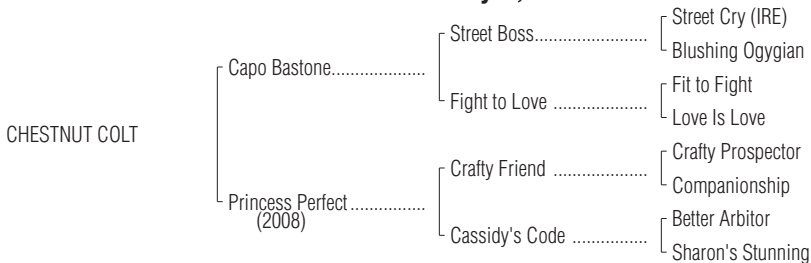 CHESTNUT COLT
Capo Bastone....................
Princess Perfect................
(2008)
Street Boss........................
Fight to Love ....................
Crafty Friend ....................
Cassidy's Code ................
Street Cry (IRE)
Blushing Ogygian
Fit to Fight
Love Is Love
Crafty Prospector
Companionship
Better Arbitor
Sharon's Stunning